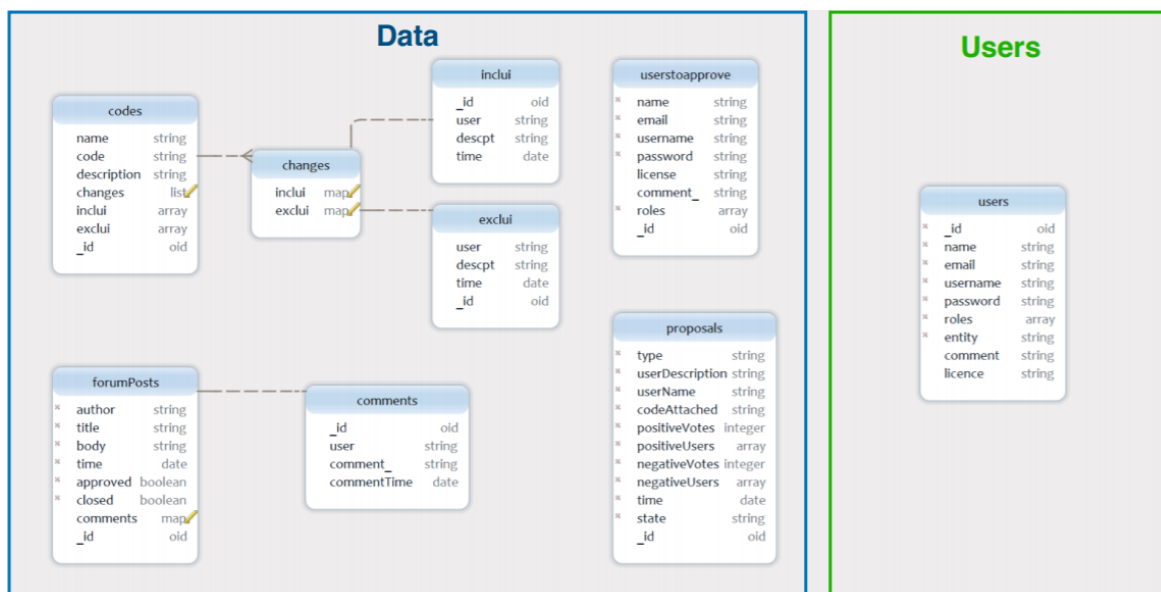 Data
codes
name string
code string
description string
changes list
inclui array
exclui array
_id oid
changes
inclui map
exclui map
inclui
_id oid
user string
descpt string
time date
exclui
user string
descpt string
time date
_id oid
userstoapprove
* name string
* email string
* username string
* password string
license string
comment_ string
* roles array
_id oid
forumPosts
* author string
* title string
* body string
* time date
* approved boolean
* closed boolean
comments map
_id oid
comments
_id oid
user string
comment_ string
commentTime date
proposals
* type string
* userDescription string
* userName string
* codeAttached string
* positiveVotes integer
* positiveUsers array
* negativeVotes integer
* negativeUsers array
* time date
* state string
_id oid
Users
users
* _id oid
* name string
* email string
* username string
* password string
* roles array
* entity string
comment string
licence string